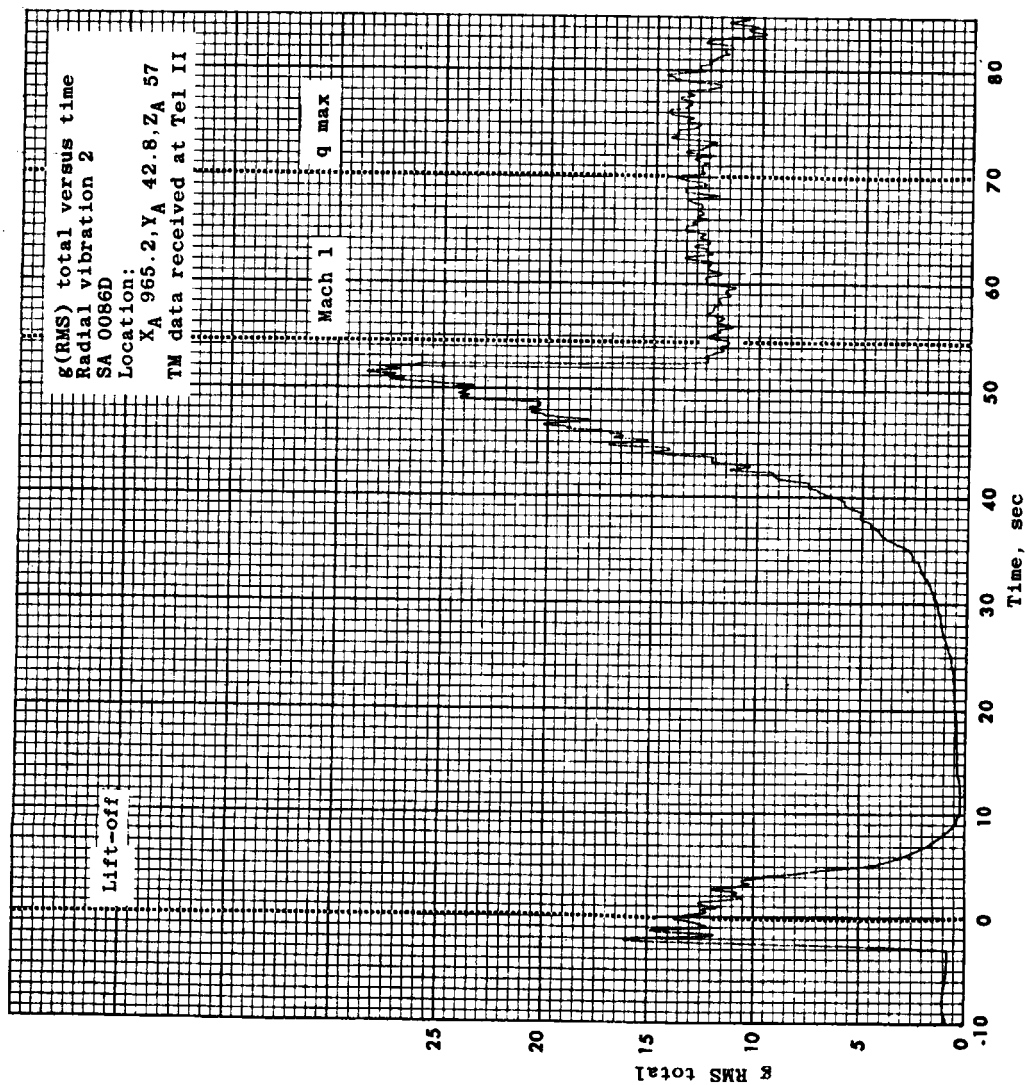 g(RMS) total versus time
Radial vibration 2
SA 0086D
Location:
XA 965.2,YA 42.8,ZA 57
TM data received at Tel II
Lift-off
Mach 1
q max
g RMS total
25
20
15
10
5
0
-10
0
10
20
30
40
50
60
70
80
Time, sec